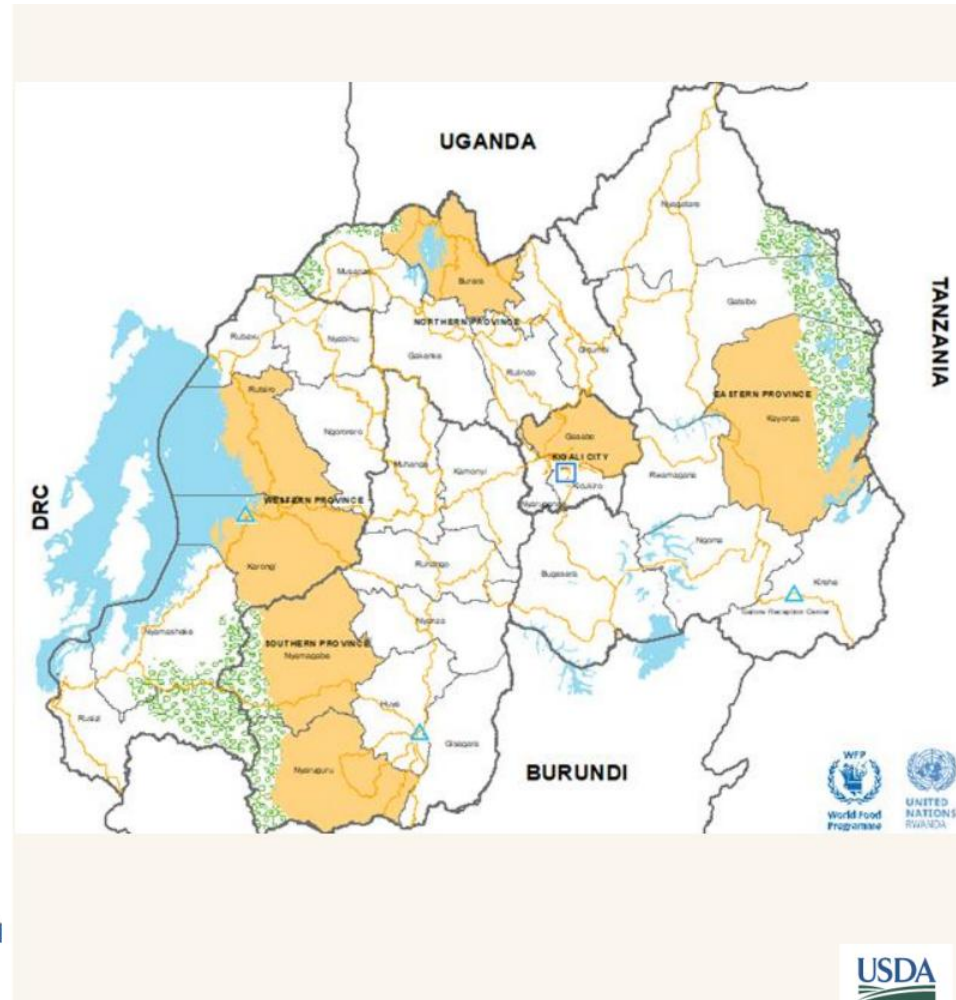 UGANDA
TANZANIA
DRC
BURUNDI
Nyagatare
Musanze
Burera
Gatsibo
NORTHERN PROVINCE
Rubavu
Nyabihu
Gakenke
Gicumbi
Rulindo
Rutsiro
EASTERN PROVINCE
Kayonza
Ngororero
Gasabo
KIGALI CITY
Muhanga
Kamonyi
Rwamagana
Kicukiro
WESTERN PROVINCE
Ngoma
Karongi
Ruhango
Bugesera
Kirehe
Nyamasheke
Nyanza
SOUTHERN PROVINCE
Nyamagabe
Huye
Rusizi
Gisagara
Nyaruguru
WFP
World Food
Programme
UNITED
NATIONS
RWANDA
USDA